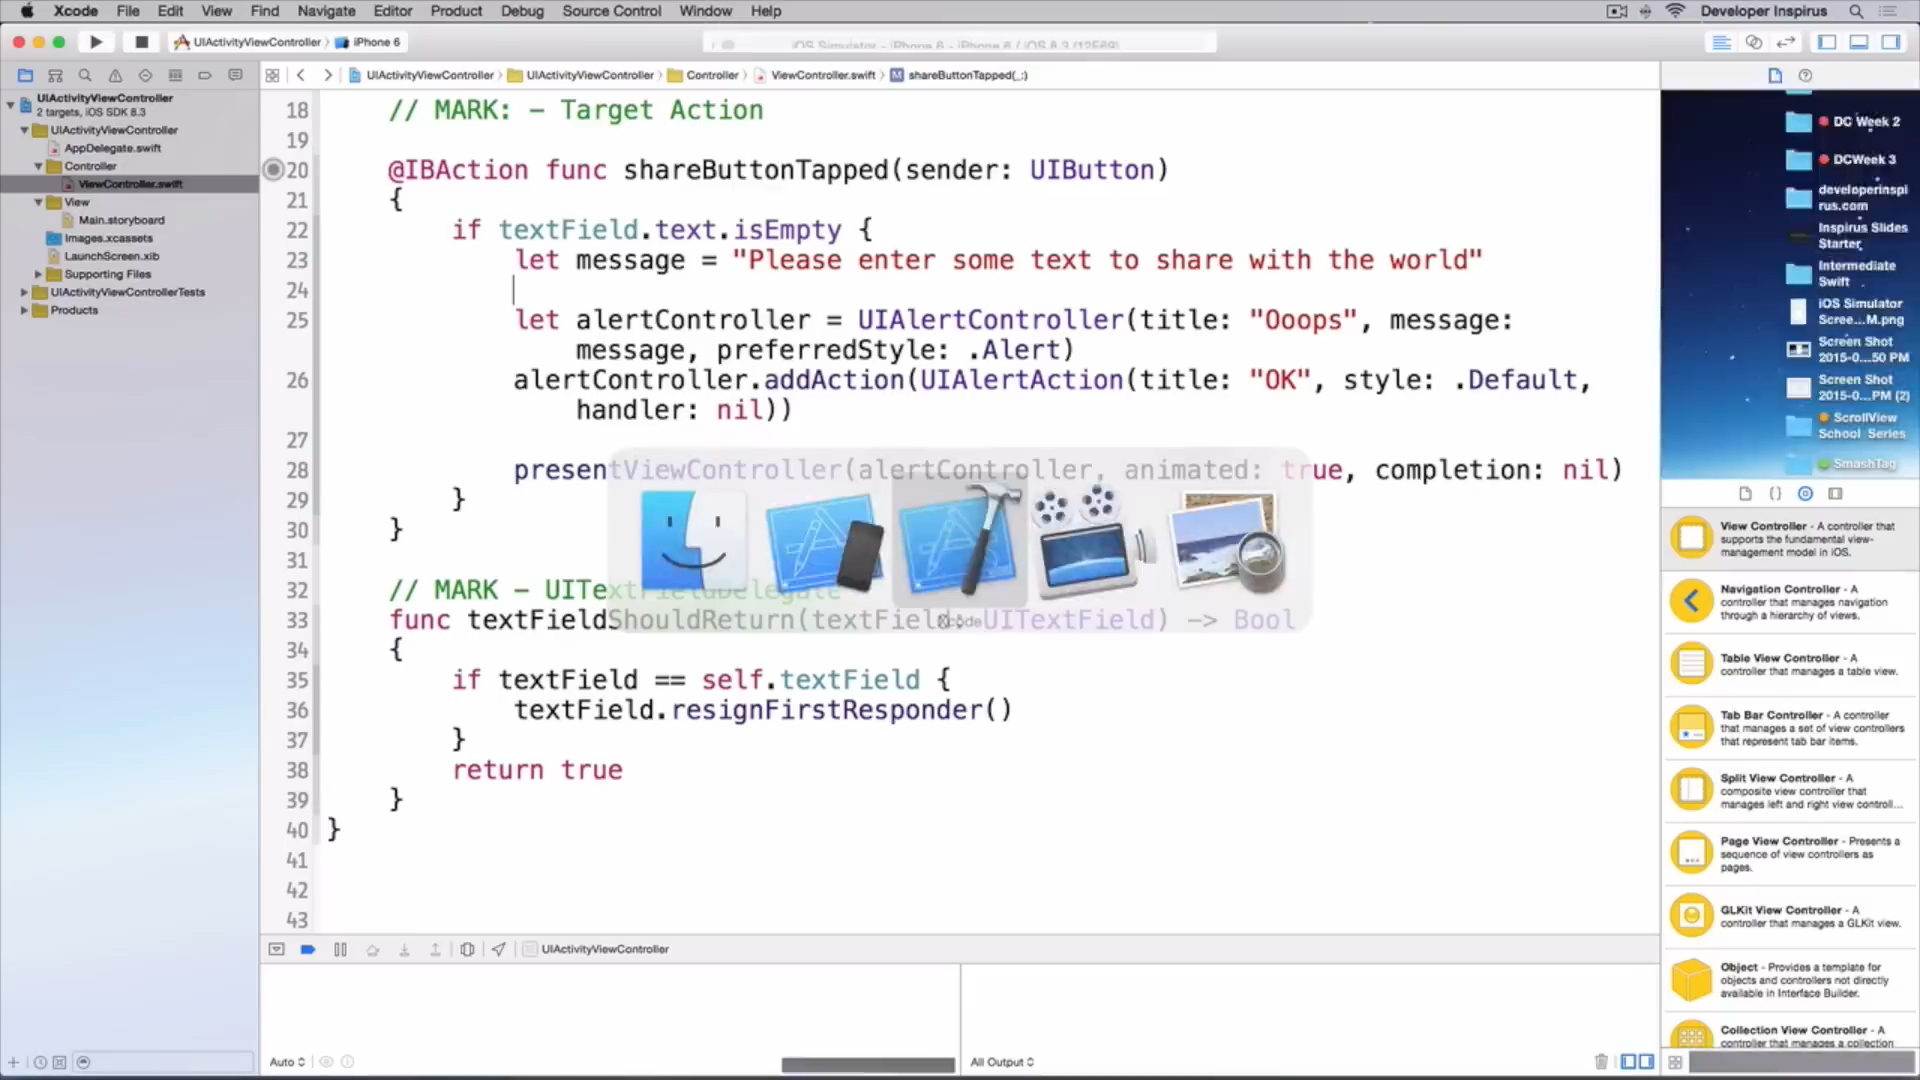 Xcode File Edit View Find Navigate Editor Product Debug Source Control Window Help Developer Inspirus
UIActivityViewController iPhone 6
iOS Simulator - iPhone 6 - iPhone 6 / iOS 8.3 (12F69)
UIActivityViewController UIActivityViewController Controller ViewController.swift M shareButtonTapped(_:)
UIActivityViewController
2 targets, iOS SDK 8.3
UIActivityViewController
AppDelegate.swift
Controller
ViewController.swift
View
Main.storyboard
Images.xcassets
LaunchScreen.xib
Supporting Files
UIActivityViewControllerTests
Products
18 // MARK: - Target Action
19
20 @IBAction func shareButtonTapped(sender: UIButton)
21 {
22 if textField.text.isEmpty {
23 let message = "Please enter some text to share with the world"
24
25 let alertController = UIAlertController(title: "Ooops", message:
message, preferredStyle: .Alert)
26 alertController.addAction(UIAlertAction(title: "OK", style: .Default,
handler: nil))
27
28 presentViewController(alertController, animated: true, completion: nil)
29 }
30 }
31
32 // MARK - UITextFieldDelegate
33 func textFieldShouldReturn(textField: UITextField) -> Bool
34 {
35 if textField == self.textField {
36 textField.resignFirstResponder()
37 }
38 return true
39 }
40 }
41
42
43
Xcode
UIActivityViewController
Auto
All Output
DC Week 2
DCWeek 3
developerinspi
rus.com
Inspirus Slides
Starter
Intermediate
Swift
iOS Simulator
Scree...M.png
Screen Shot
2015-0...50 PM
Screen Shot
2015-0...PM (2)
ScrollView
School Series
SmashTag
View Controller - A controller that
supports the fundamental view-
management model in iOS.
Navigation Controller - A
controller that manages navigation
through a hierarchy of views.
Table View Controller - A
controller that manages a table view.
Tab Bar Controller - A controller
that manages a set of view controllers
that represent tab bar items.
Split View Controller - A
composite view controller that
manages left and right view controll...
Page View Controller - Presents a
sequence of view controllers as
pages.
GLKit View Controller - A
controller that manages a GLKit view.
Object - Provides a template for
objects and controllers not directly
available in Interface Builder.
Collection View Controller - A
controller that manages a collection